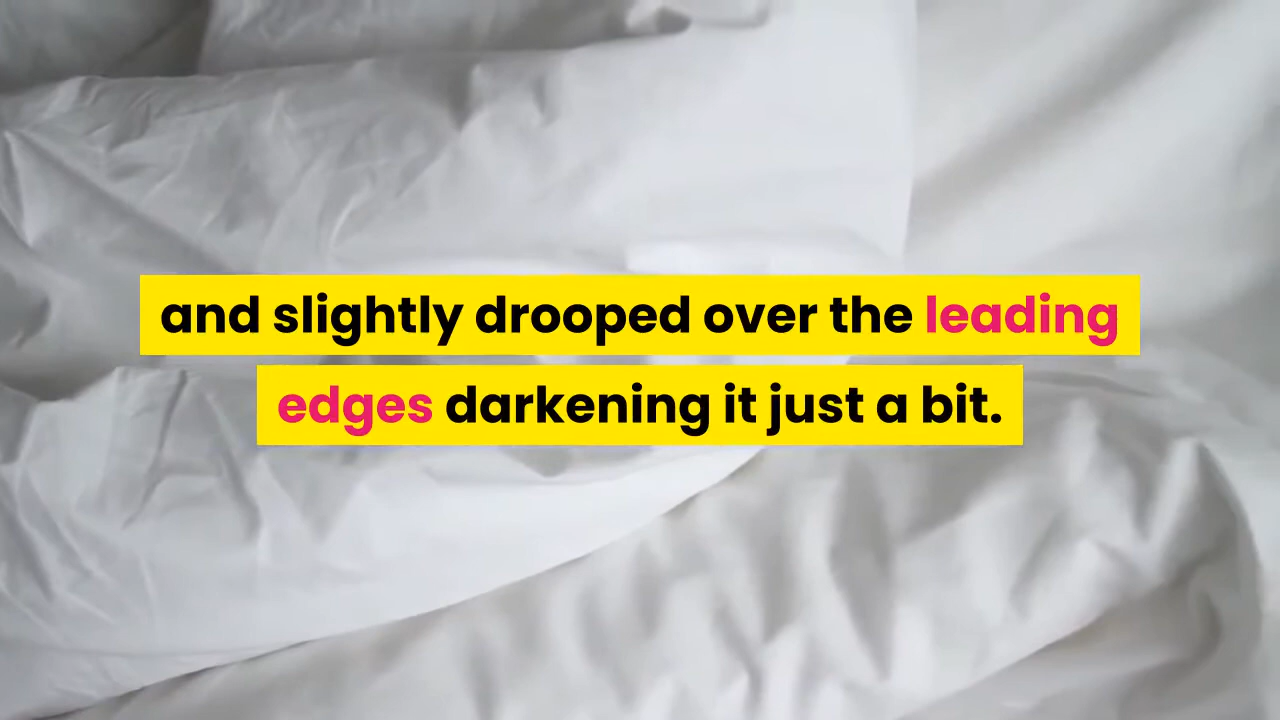 and slightly drooped over the leading
edges darkening it just a bit.